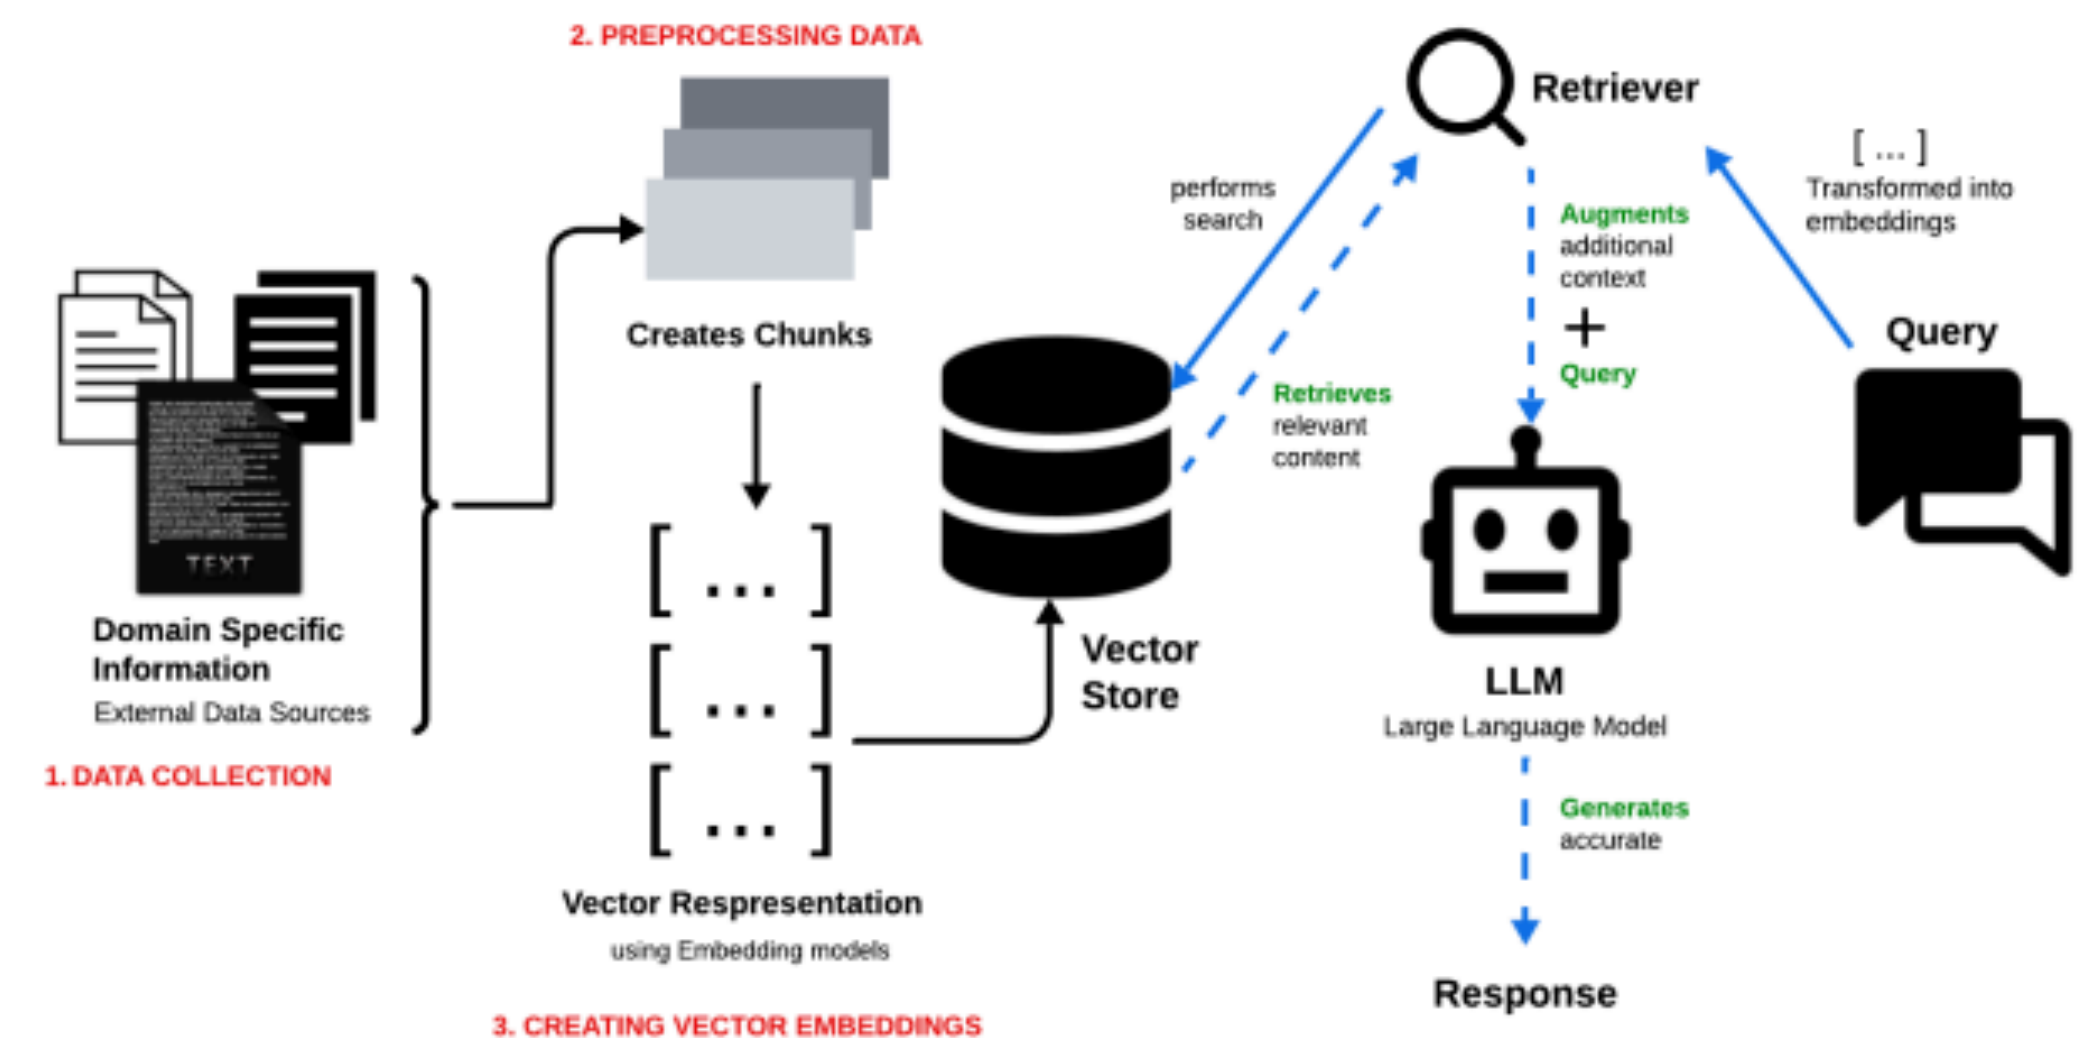 2. PREPROCESSING DATA
Creates Chunks
TEXT
Domain Specific
Information
External Data Sources
1. DATA COLLECTION
[ ... ]
[ ... ]
[ ... ]
Vector Respresentation
using Embedding models
3. CREATING VECTOR EMBEDDINGS
Vector
Store
performs
search
Retrieves
relevant
content
Retriever
Augments
additional
context
+
Query
[ ... ]
Transformed into
embeddings
Query
LLM
Large Language Model
Generates
accurate
Response